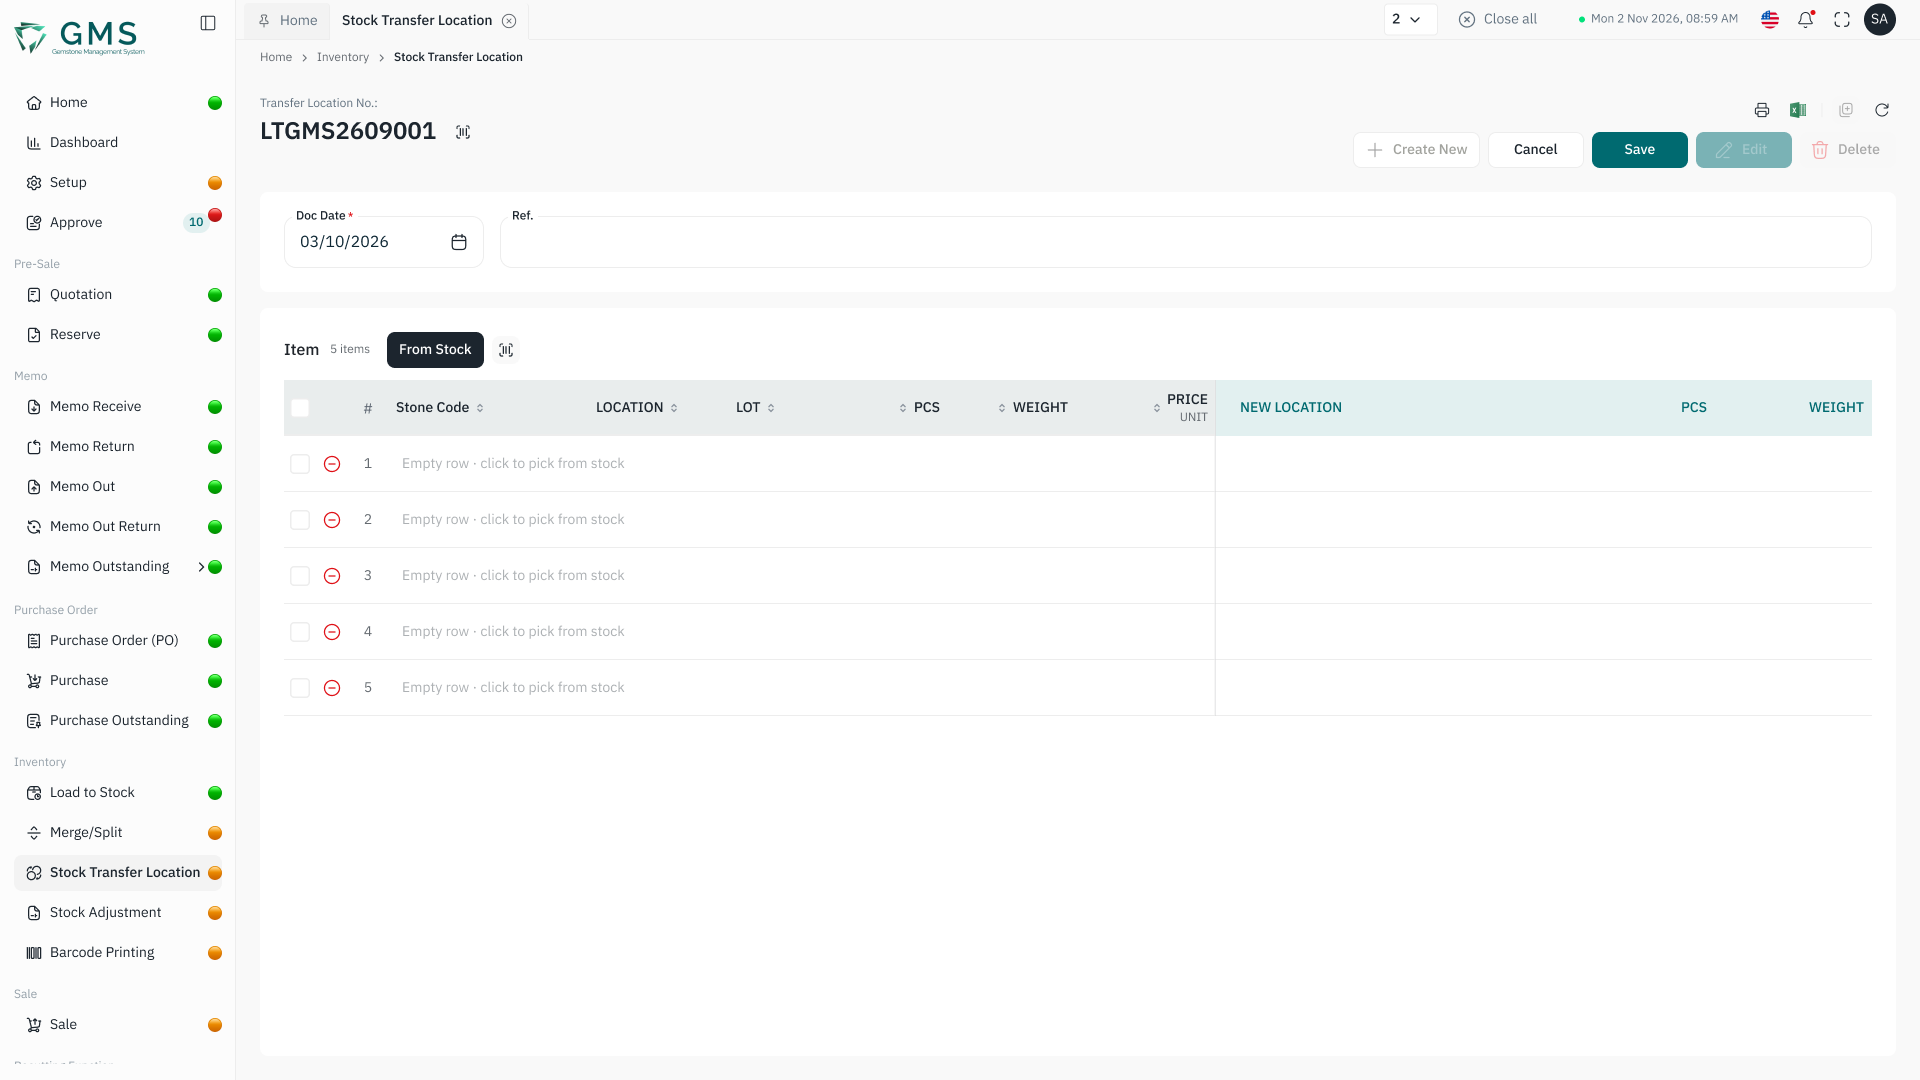 GMS
Gemstone Management System
Home
Stock Transfer Location
2
Close all
Mon 2 Nov 2026, 08:59 AM
SA
Home > Inventory > Stock Transfer Location
Home
Dashboard
Setup
Approve 10
Pre-Sale
Quotation
Reserve
Memo
Memo Receive
Memo Return
Memo Out
Memo Out Return
Memo Outstanding
Purchase Order
Purchase Order (PO)
Purchase
Purchase Outstanding
Inventory
Load to Stock
Merge/Split
Stock Transfer Location
Stock Adjustment
Barcode Printing
Sale
Sale
Transfer Location No.:
LTGMS2609001
Create New
Cancel
Save
Edit
Delete
Doc Date *
03/10/2026
Ref.
Item 5 items From Stock
# Stone Code LOCATION LOT PCS WEIGHT PRICE UNIT NEW LOCATION PCS WEIGHT
1 Empty row · click to pick from stock
2 Empty row · click to pick from stock
3 Empty row · click to pick from stock
4 Empty row · click to pick from stock
5 Empty row · click to pick from stock